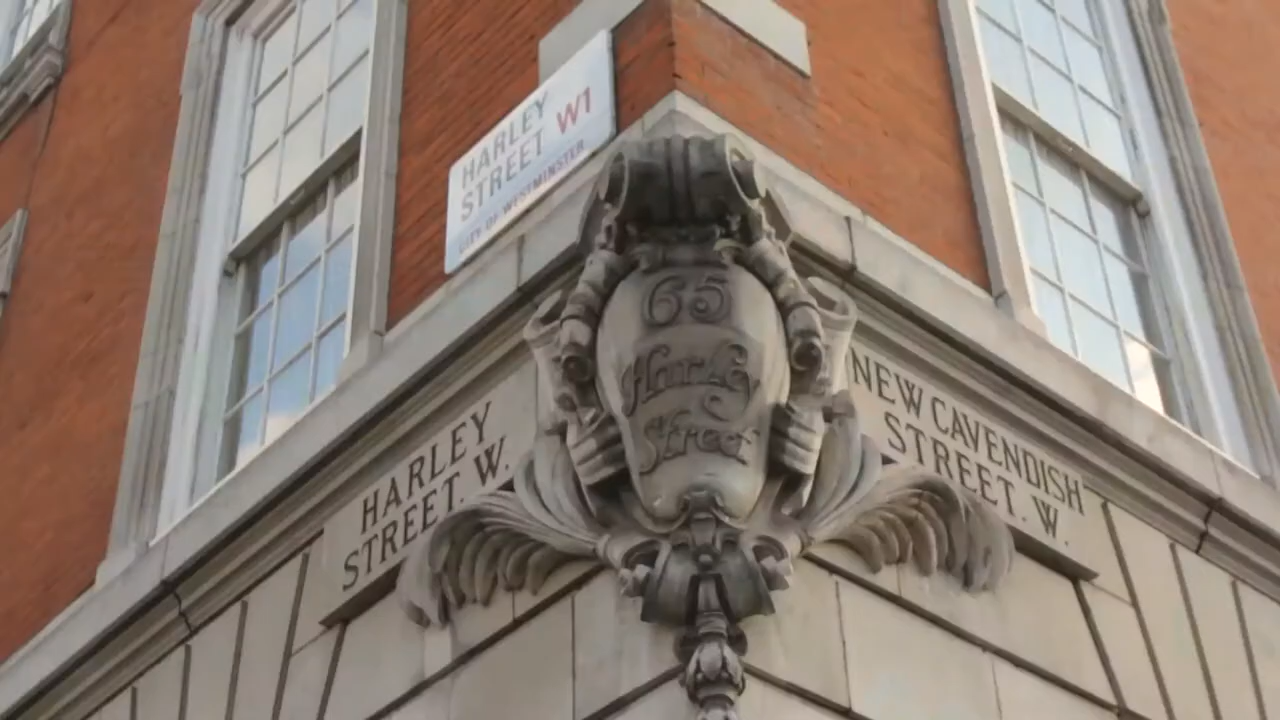 HARLEY
STREET W1
CITY OF WESTMINSTER
65
Harley
Street
HARLEY
STREET. W.
NEW CAVENDISH
STREET. W.